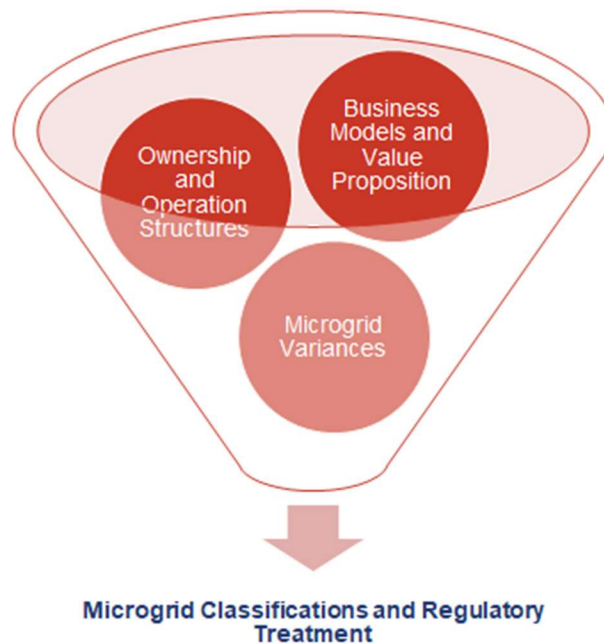 Business
Models and
Value
Proposition
Ownership
and
Operation
Structures
Microgrid
Variances
Microgrid Classifications and Regulatory
Treatment